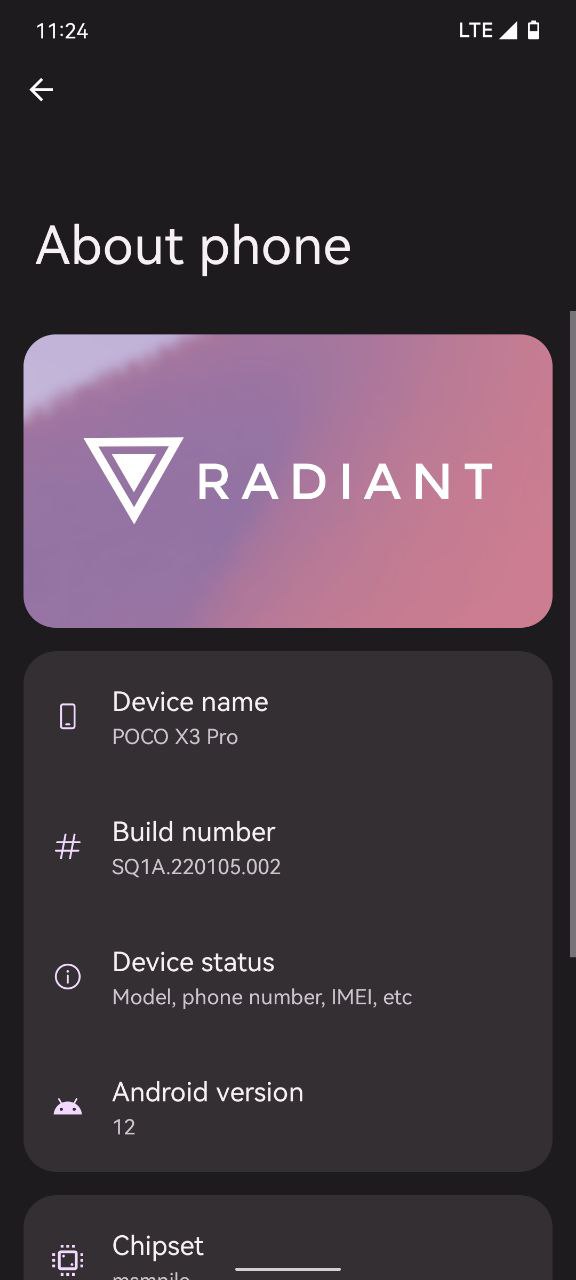 11:24
LTE
About phone
RADIANT
Device name
POCO X3 Pro
Build number
SQ1A.220105.002
Device status
Model, phone number, IMEI, etc
Android version
12
Chipset